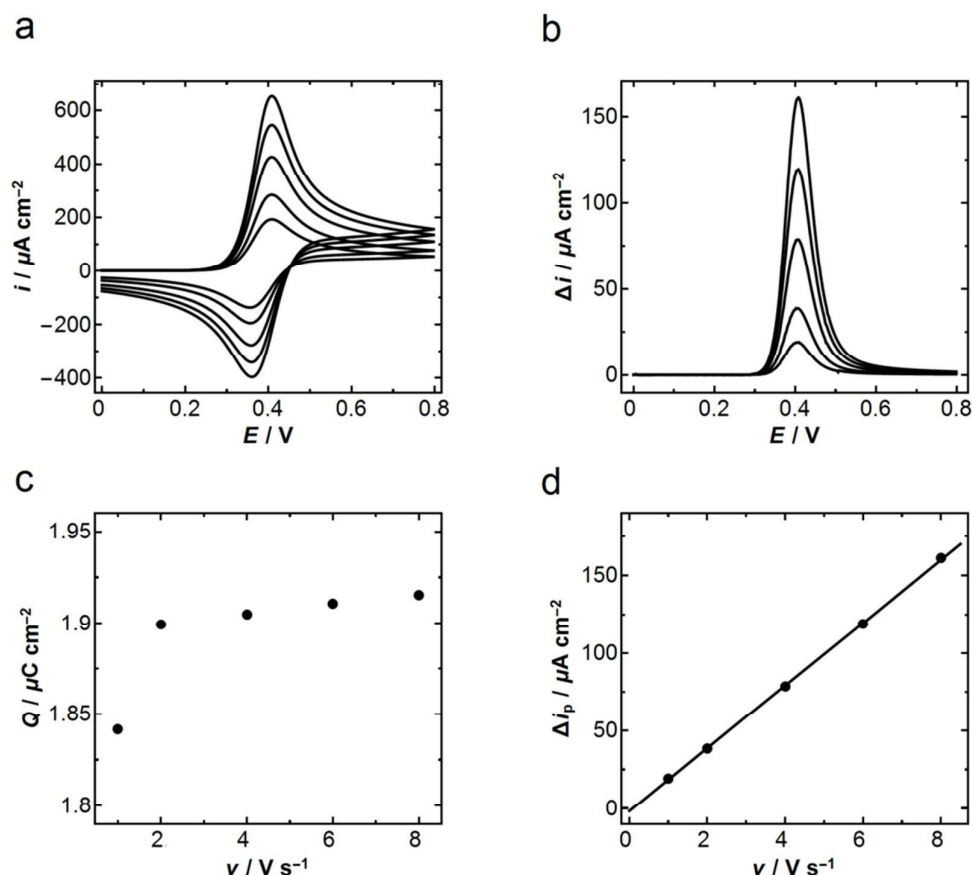 a
600
400
200
0
−200
−400
i / µA cm⁻²
0 0.2 0.4 0.6 0.8
E / V
b
150
100
50
0
Δi / µA cm⁻²
0 0.2 0.4 0.6 0.8
E / V
c
1.95
1.9
1.85
1.8
Q / µC cm⁻²
2 4 6 8
v / V s⁻¹
d
150
100
50
0
Δiₚ / µA cm⁻²
0 2 4 6 8
v / V s⁻¹